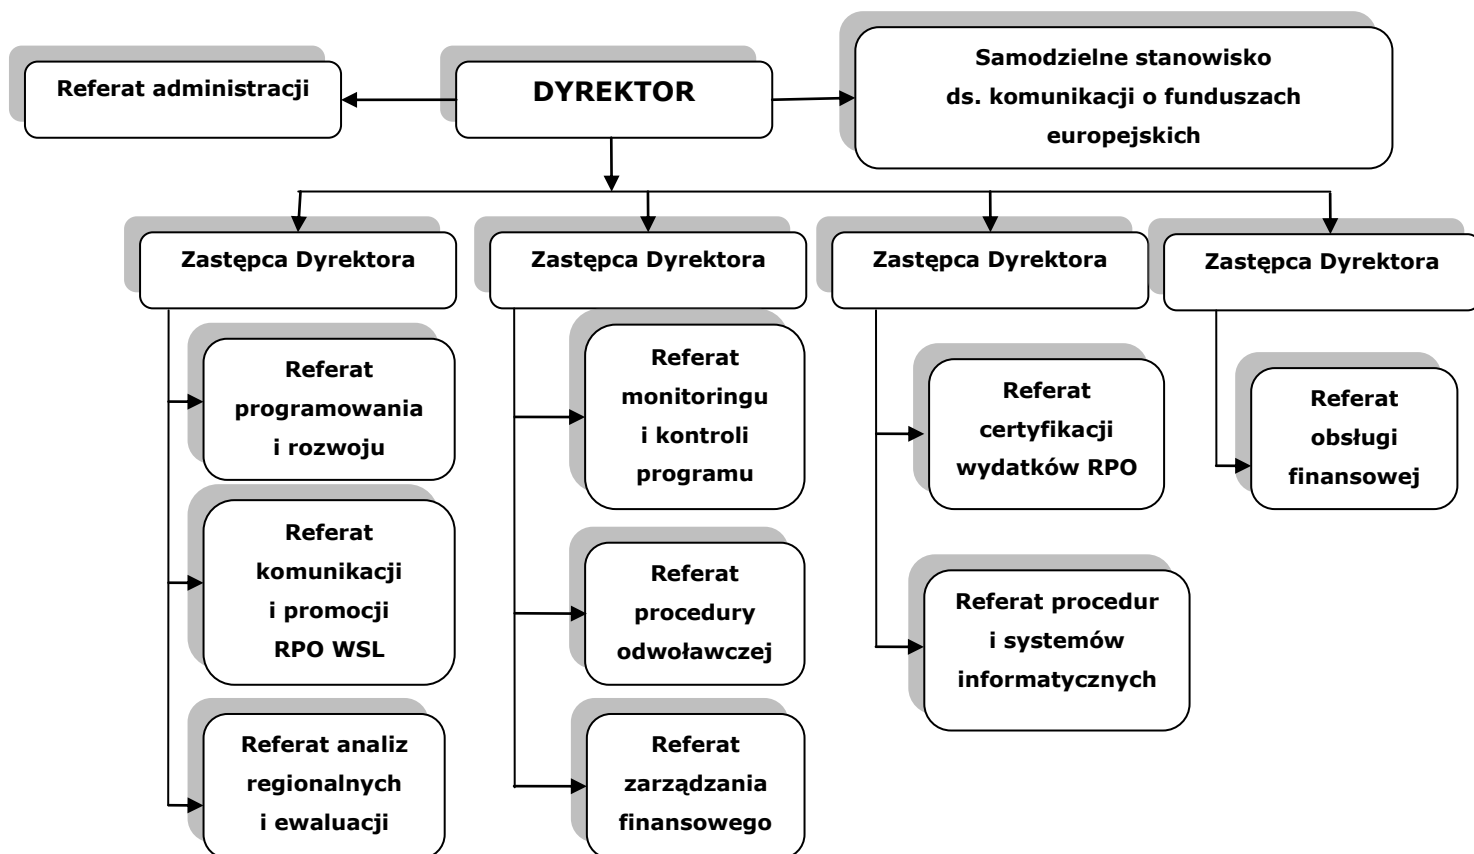 Referat administracji
DYREKTOR
Samodzielne stanowisko
ds. komunikacji o funduszach
europejskich
Zastępca Dyrektora
Zastępca Dyrektora
Zastępca Dyrektora
Zastępca Dyrektora
Referat
programowania
i rozwoju
Referat
komunikacji
i promocji
RPO WSL
Referat analiz
regionalnych
i ewaluacji
Referat
monitoringu
i kontroli
programu
Referat
procedury
odwoławczej
Referat
zarządzania
finansowego
Referat
certyfikacji
wydatków RPO
Referat procedur
i systemów
informatycznych
Referat
obsługi
finansowej